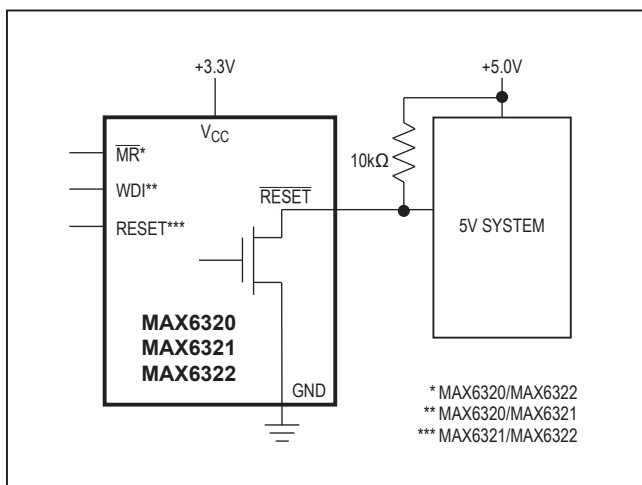 +3.3V
+5.0V
VCC
MR*
10kΩ
WDI**
RESET
RESET***
5V SYSTEM
MAX6320
MAX6321
MAX6322
GND
* MAX6320/MAX6322
** MAX6320/MAX6321
*** MAX6321/MAX6322